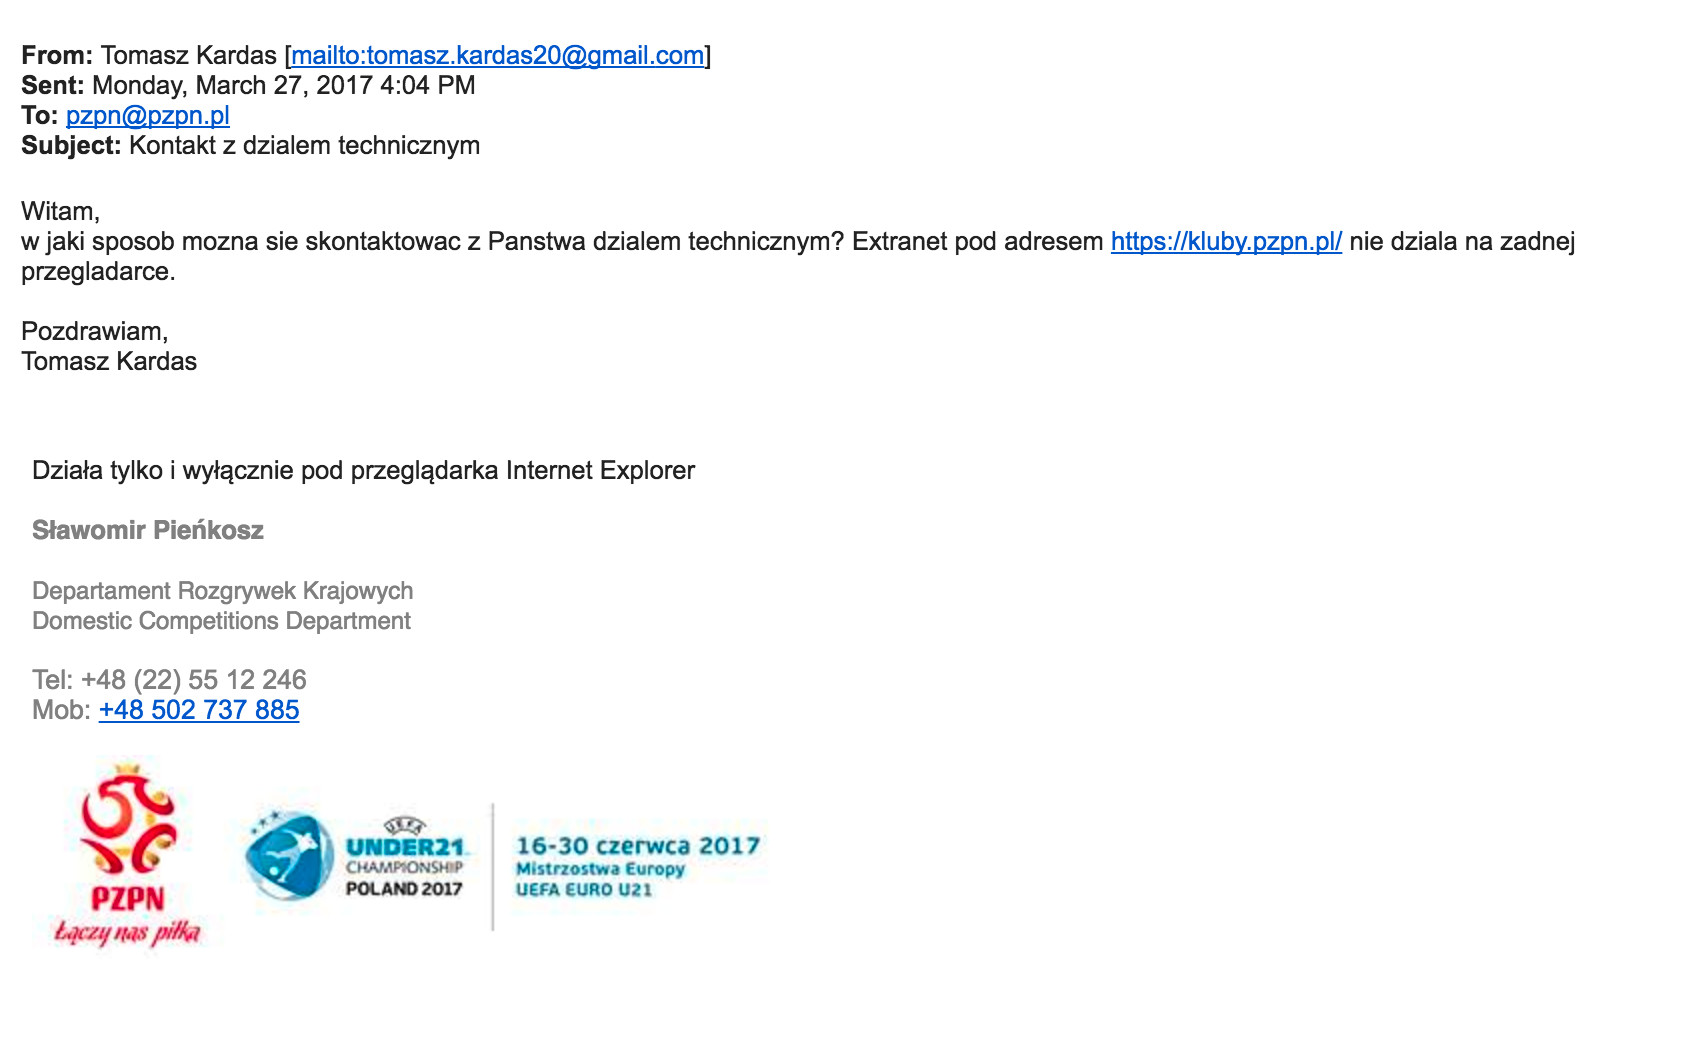 From: Tomasz Kardas [mailto:tomasz.kardas20@gmail.com]
Sent: Monday, March 27, 2017 4:04 PM
To: pzpn@pzpn.pl
Subject: Kontakt z dzialem technicznym
Witam,
w jaki sposob mozna sie skontaktowac z Panstwa dzialem technicznym? Extranet pod adresem https://kluby.pzpn.pl/ nie dziala na zadnej
przegladarce.
Pozdrawiam,
Tomasz Kardas
Działa tylko i wyłącznie pod przeglądarka Internet Explorer
Sławomir Pieńkosz
Departament Rozgrywek Krajowych
Domestic Competitions Department
Tel: +48 (22) 55 12 246
Mob: +48 502 737 885
PZPN
Łączy nas piłka
UEFA
UNDER21
CHAMPIONSHIP
POLAND 2017
16-30 czerwca 2017
Mistrzostwa Europy
UEFA EURO U21